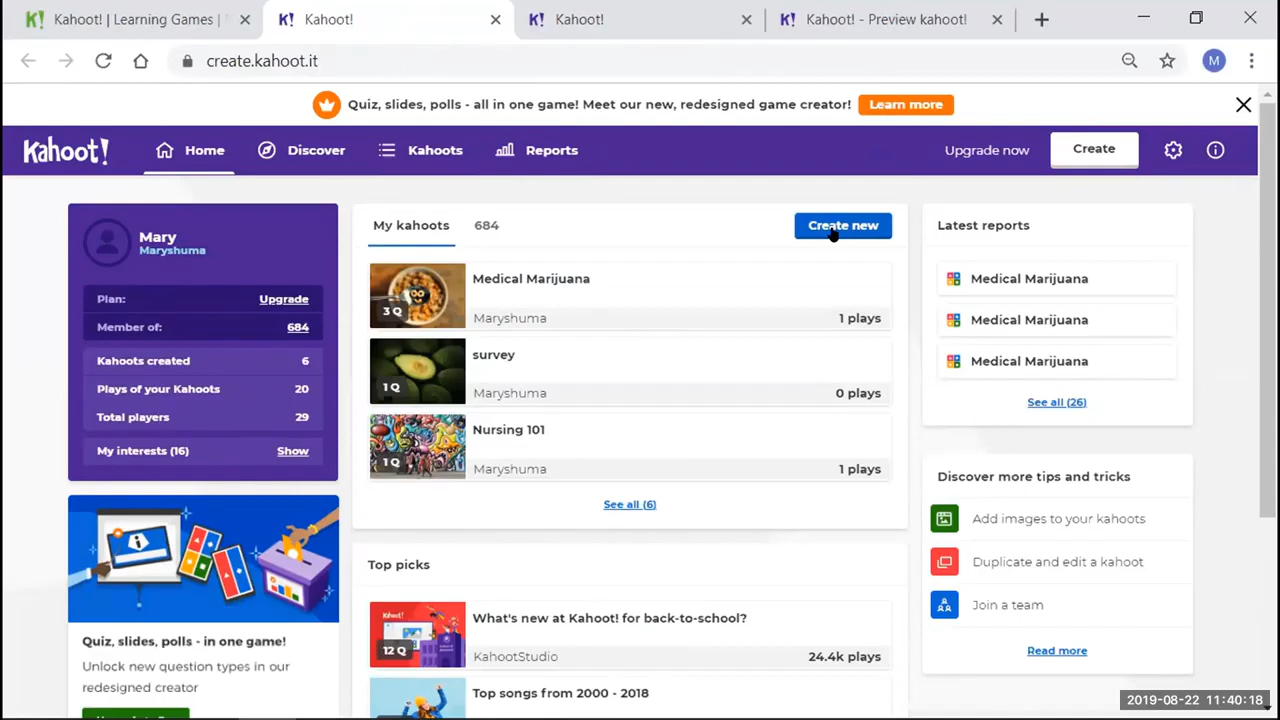 Kahoot! | Learning Games |
Kahoot!
Kahoot!
Kahoot! - Preview kahoot!
create.kahoot.it
M
Quiz, slides, polls - all in one game! Meet our new, redesigned game creator!
Learn more
Kahoot!
Home
Discover
Kahoots
Reports
Upgrade now
Create
Mary
Maryshuma
Plan: Upgrade
Member of: 684
Kahoots created 6
Plays of your Kahoots 20
Total players 29
My interests (16) Show
Quiz, slides, polls - in one game!
Unlock new question types in our
redesigned creator
My kahoots 684
Create new
Medical Marijuana
3 Q
Maryshuma 1 plays
survey
1 Q
Maryshuma 0 plays
Nursing 101
1 Q
Maryshuma 1 plays
See all (6)
Top picks
What's new at Kahoot! for back-to-school?
Kahoot!
12 Q
KahootStudio 24.4k plays
Top songs from 2000 - 2018
Latest reports
Medical Marijuana
Medical Marijuana
Medical Marijuana
See all (26)
Discover more tips and tricks
Add images to your kahoots
Duplicate and edit a kahoot
Join a team
Read more
2019-08-22 11:40:18